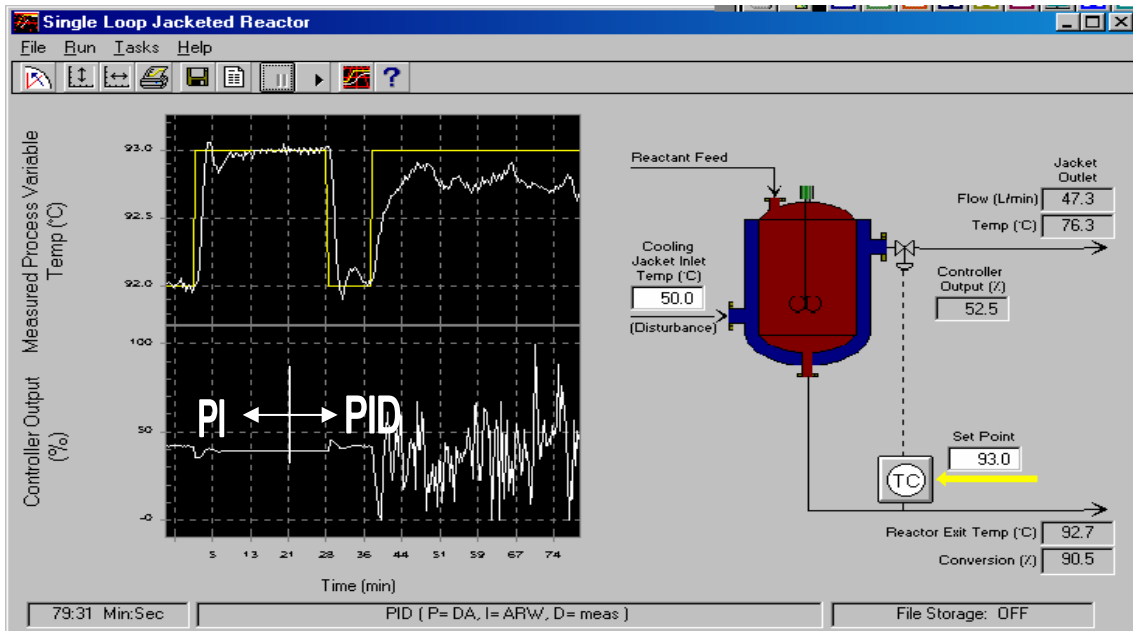 Single Loop Jacketed Reactor
File Run Tasks Help
?
Measured Process Variable
Temp (°C)
93.0
92.5
92.0
Controller Output
(%)
100
50
-0
PI
PID
5 13 21 28 36 44 51 59 67 74
Time (min)
Reactant Feed
Cooling
Jacket Inlet
Temp (°C)
50.0
(Disturbance)
Jacket
Outlet
Flow (L/min) 47.3
Temp (°C) 76.3
Controller
Output (%)
52.5
Set Point
93.0
TC
Reactor Exit Temp (°C) 92.7
Conversion (%) 90.5
79:31 Min:Sec
PID ( P= DA, I= ARW, D= meas )
File Storage: OFF